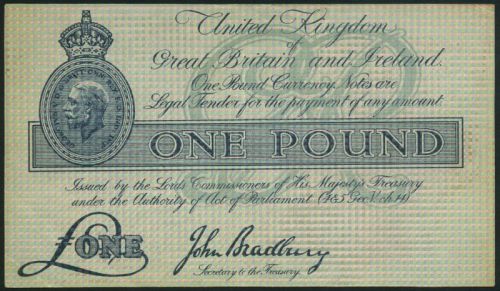 United Kingdom
of
Great Britain and Ireland.
One Pound Currency Notes are
Legal Tender for the payment of any amount.
ONE POUND
Issued by the Lords Commissioners of His Majesty's Treasury
under the Authority of Act of Parliament (4 & 5 Geo.V. ch.14)
£ONE
John Bradbury
Secretary to the Treasury.